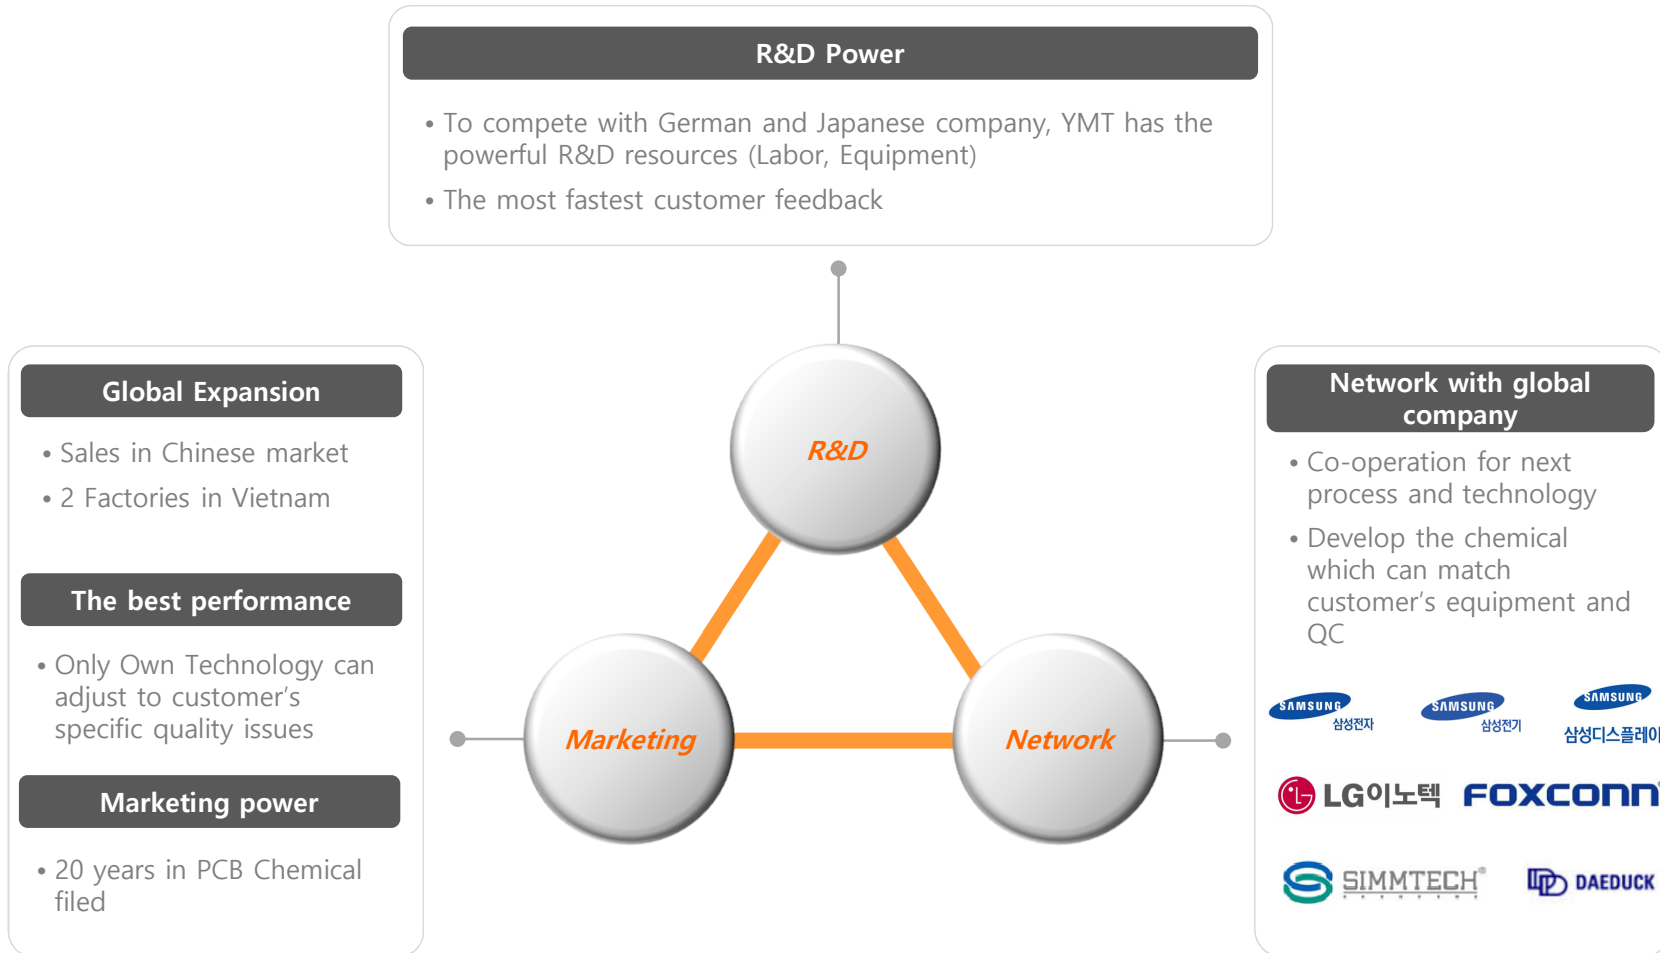 R&D Power
• To compete with German and Japanese company, YMT has the
powerful R&D resources (Labor, Equipment)
• The most fastest customer feedback
Global Expansion
• Sales in Chinese market
• 2 Factories in Vietnam
The best performance
• Only Own Technology can
adjust to customer's
specific quality issues
Marketing power
• 20 years in PCB Chemical
filed
R&D
Marketing
Network
Network with global
company
• Co-operation for next
process and technology
• Develop the chemical
which can match
customer's equipment and
QC
SAMSUNG
삼성전자
SAMSUNG
삼성전기
SAMSUNG
삼성디스플레이
LG이노텍
FOXCONN
SIMMTECH®
DAEDUCK